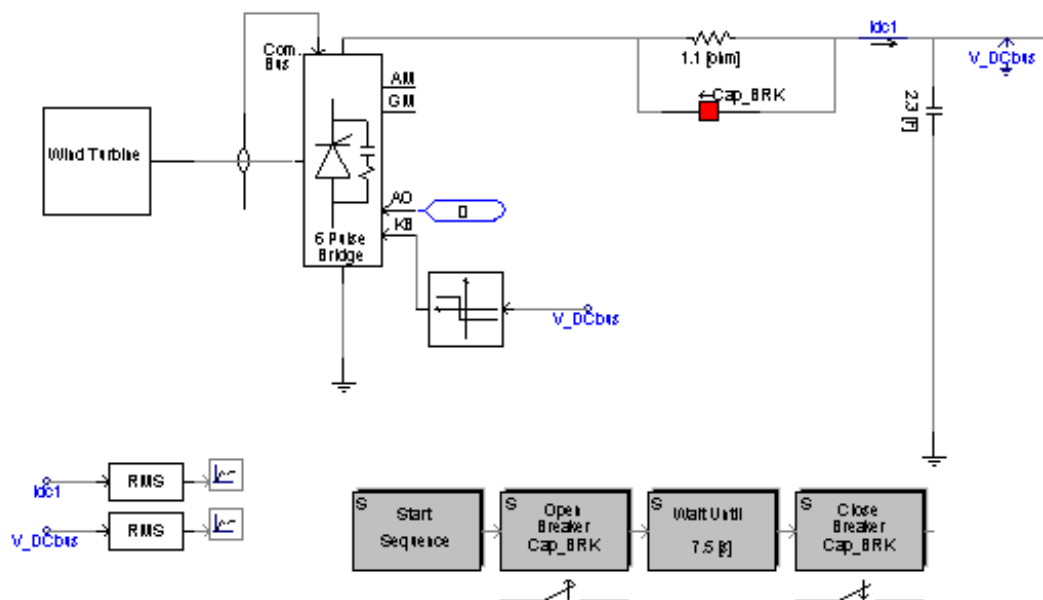 Idc1
Com.
Bus
1.1 [ohm]
V_DCbus
AM
Cap_BRK
GM
2.3 [F]
Wind Turbine
AO
0
KB
6 Pulse
Bridge
V_DCbus
Idc1
RMS
V_DCbus
RMS
S
Start
Sequence
S
Open
Breaker
Cap_BRK
S
Wait Until
7.5 [s]
S
Close
Breaker
Cap_BRK